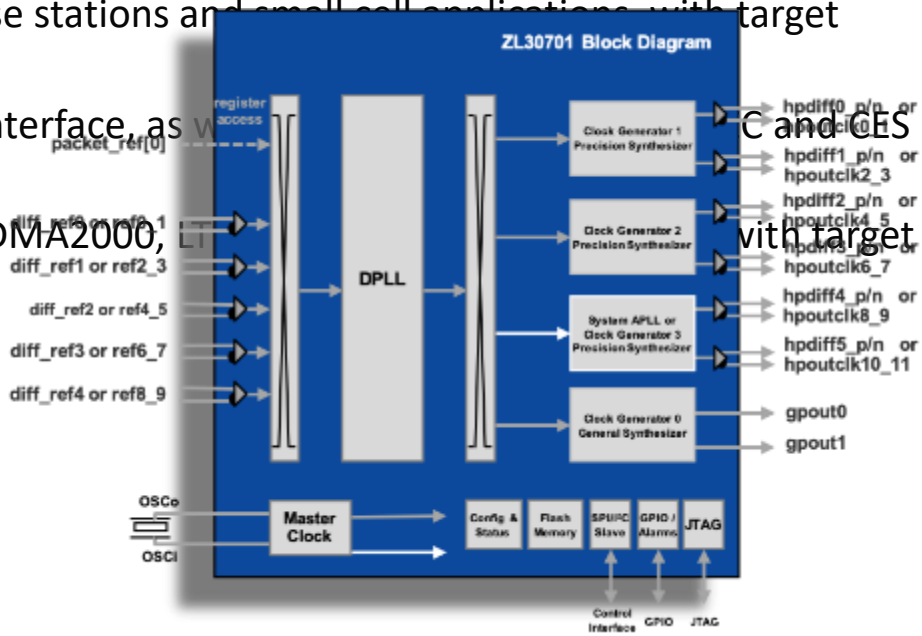 se stations and small cell applications, with target
ZL30701 Block Diagram
nterface, as w
C and CES
DMA2000, LT
with target
register
access
packet_ref[0]
diff_ref0 or ref0_1
diff_ref1 or ref2_3
diff_ref2 or ref4_5
diff_ref3 or ref6_7
diff_ref4 or ref8_9
DPLL
Clock Generator 1
Precision Synthesizer
Clock Generator 2
Precision Synthesizer
System APLL or
Clock Generator 3
Precision Synthesizer
Clock Generator 0
General Synthesizer
hpdiff0_p/n or
hpoutclk0_1
hpdiff1_p/n or
hpoutclk2_3
hpdiff2_p/n or
hpoutclk4_5
hpdiff3_p/n or
hpoutclk6_7
hpdiff4_p/n or
hpoutclk8_9
hpdiff5_p/n or
hpoutclk10_11
gpout0
gpout1
OSCo
OSCi
Master
Clock
Config &
Status
Flash
Memory
SPI/I²C
Slave
GPIO /
Alarms
JTAG
Control
Interface
GPIO
JTAG